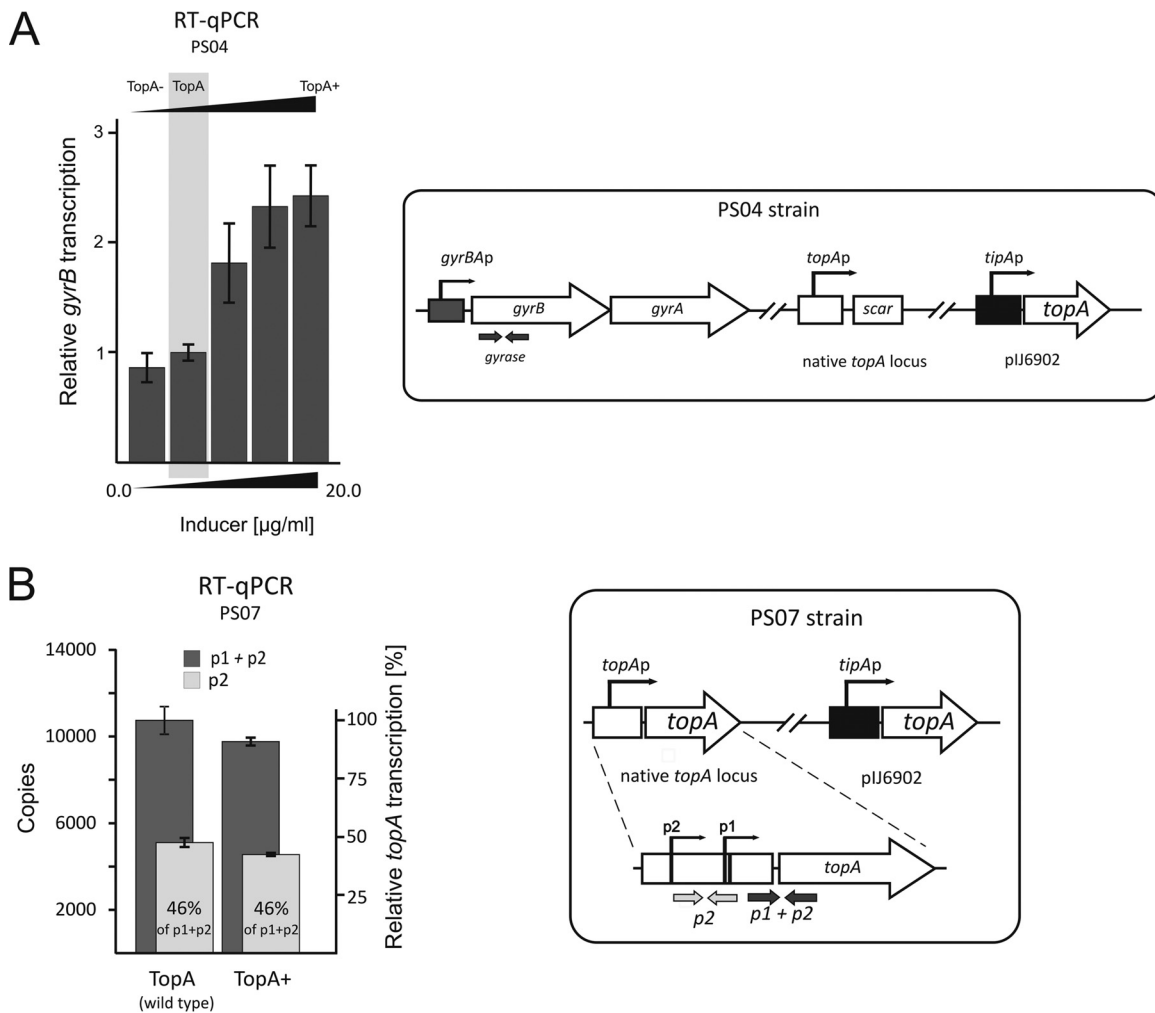 A
RT-qPCR
PS04
TopA- TopA TopA+
Relative gyrB transcription
3
2
1
0.0 20.0
Inducer [µg/ml]
PS04 strain
gyrBAp topAp tipAp
gyrB gyrA scar topA
gyrase
native topA locus pIJ6902
B
RT-qPCR
PS07
14000
10000
6000
2000
Copies
p1 + p2
p2
100
75
50
25
Relative topA transcription [%]
46% 46%
of p1+p2 of p1+p2
TopA TopA+
(wild type)
PS07 strain
topAp tipAp
topA topA
native topA locus pIJ6902
p2 p1
topA
p2 p1 + p2